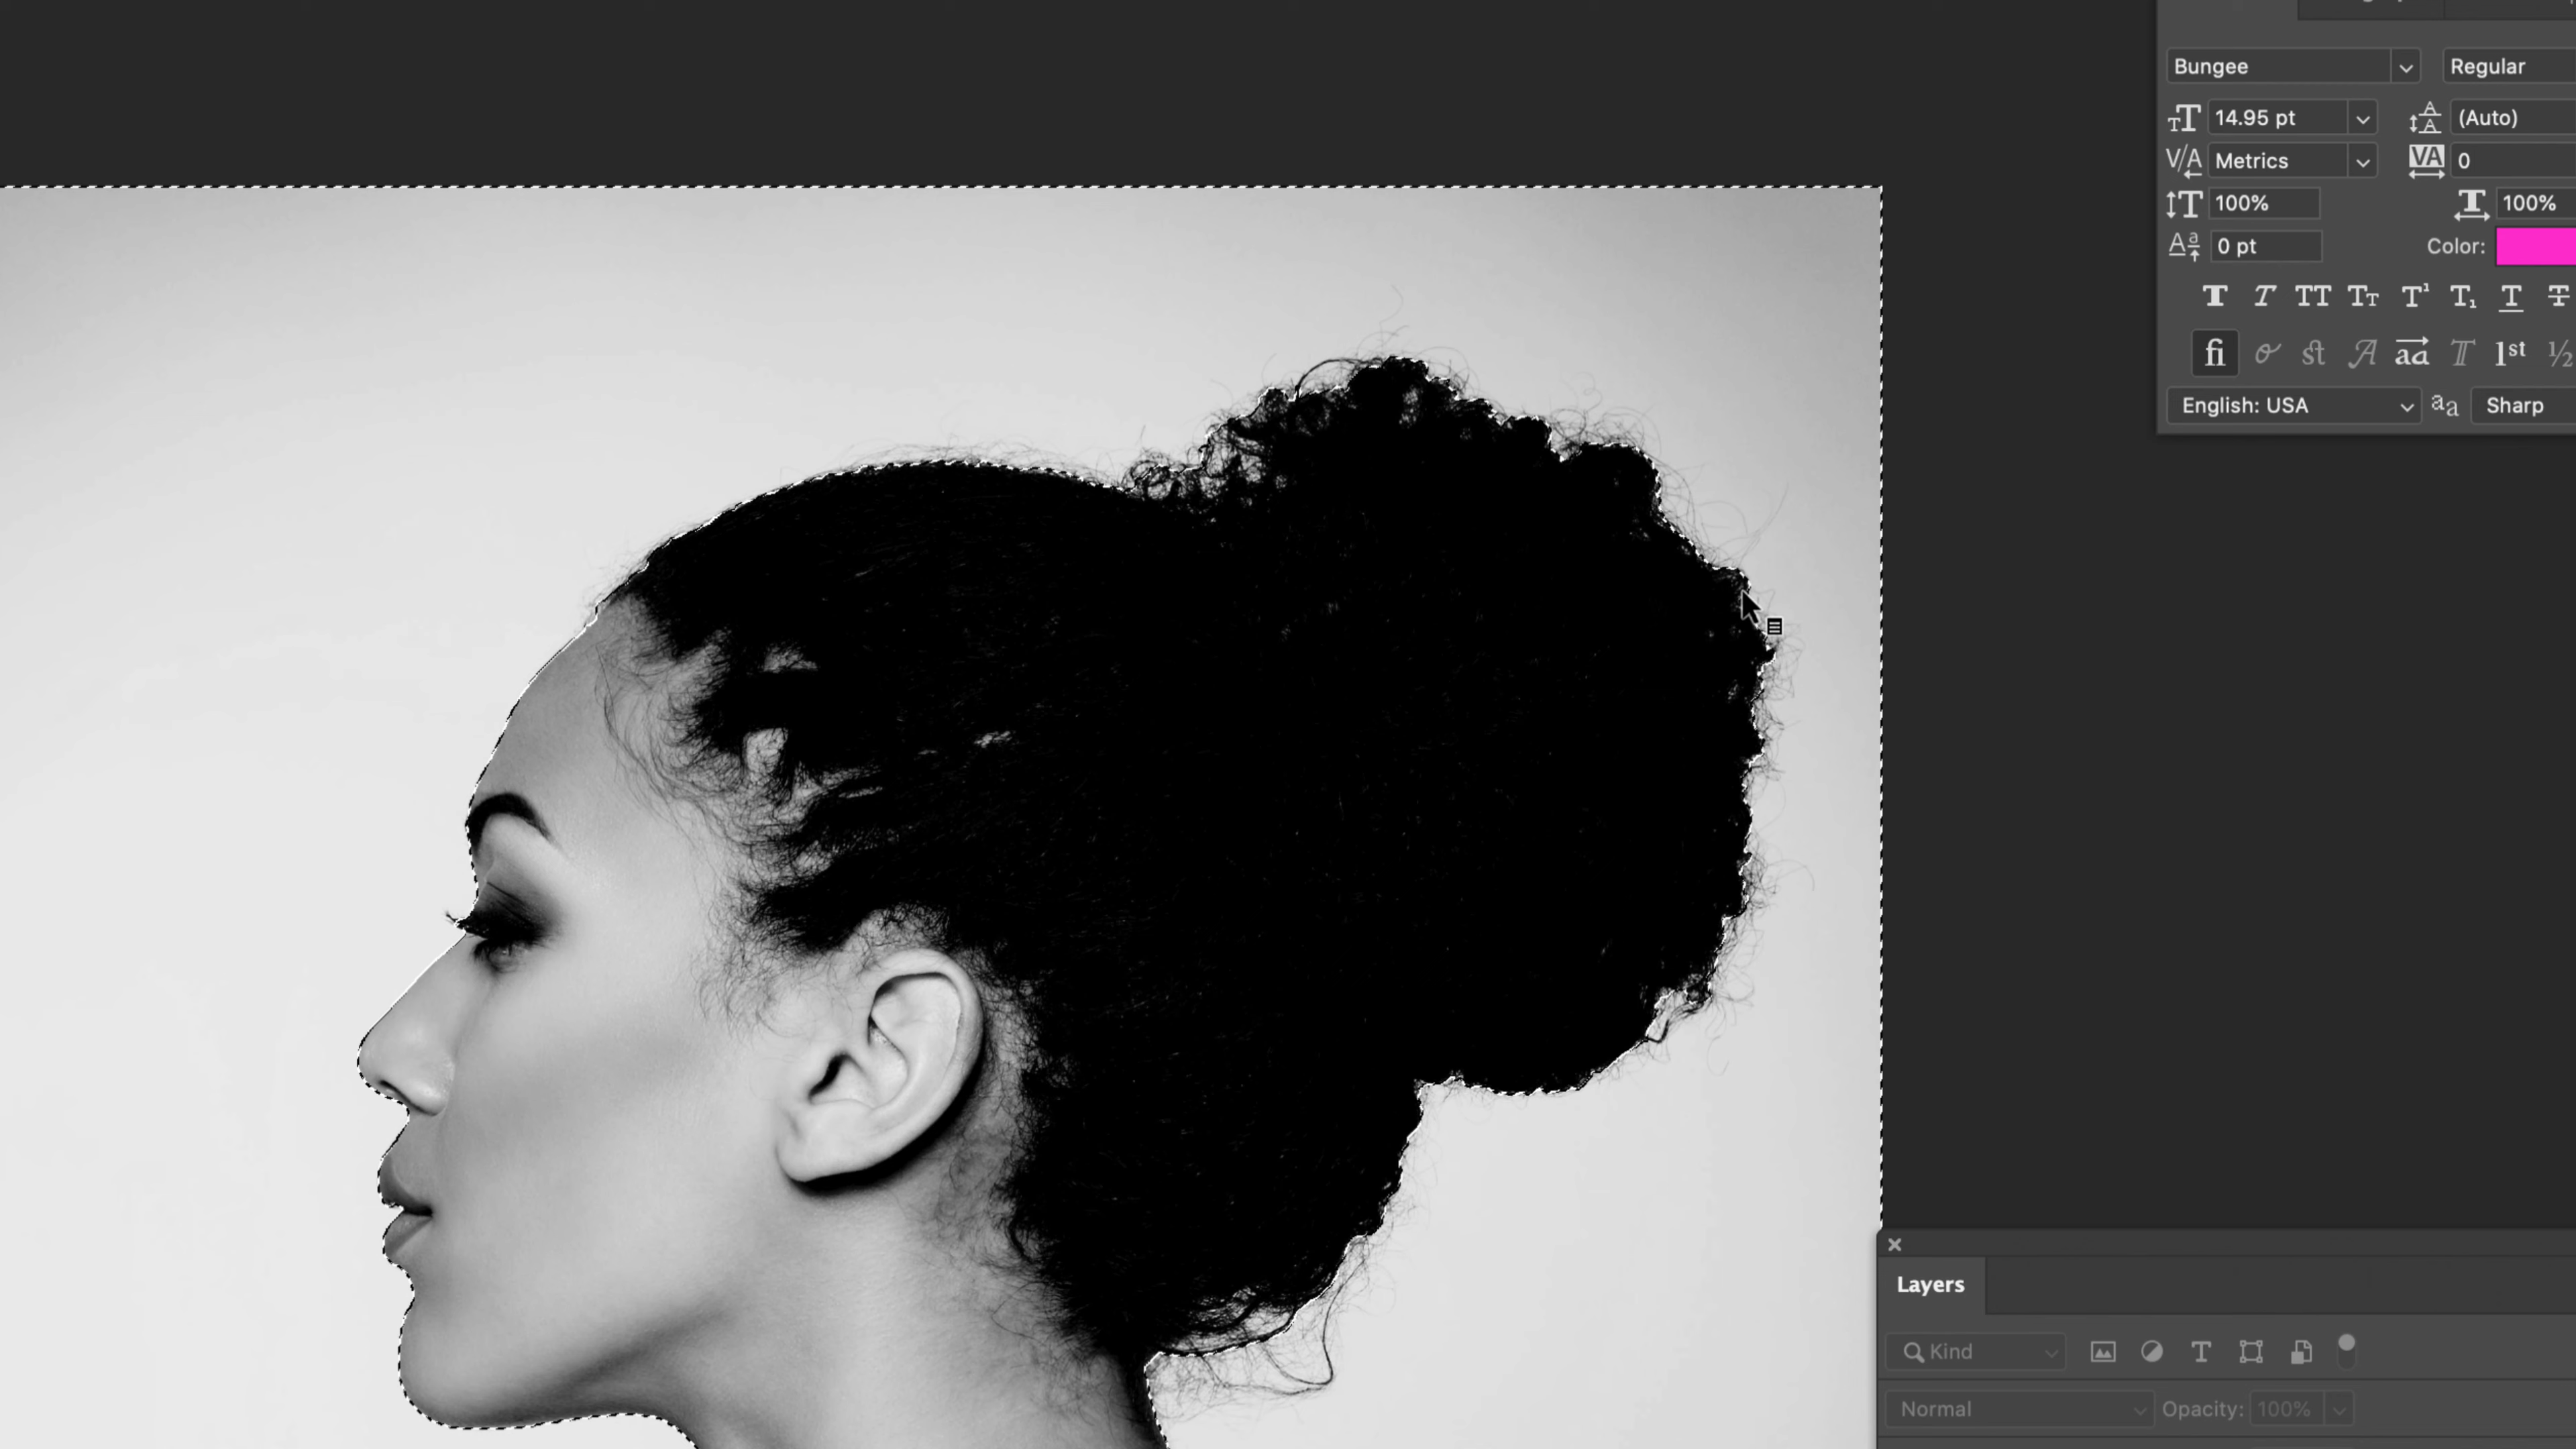 Bungee Regular
14.95 pt (Auto)
Metrics 0
100% 100%
0 pt Color:
English: USA Sharp
Layers
Kind
Normal Opacity: 100%